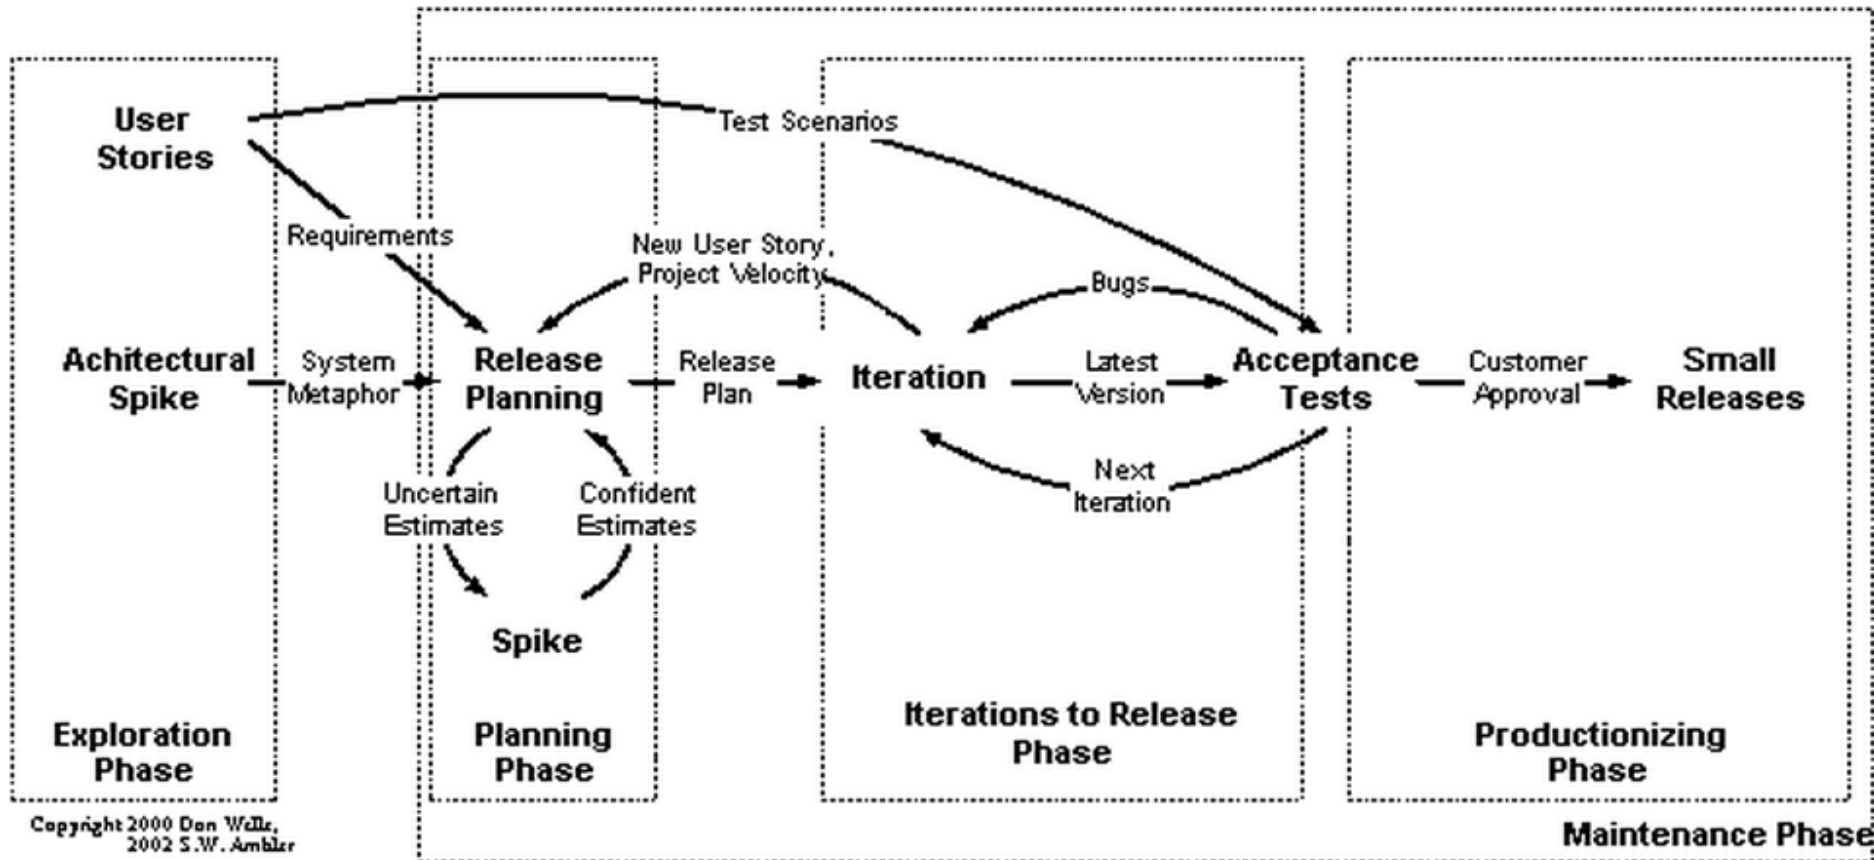 User
Stories
Test Scenarios
Requirements
New User Story,
Project Velocity
Bugs
Achitectural
Spike
System
Metaphor
Release
Planning
Release
Plan
Iteration
Latest
Version
Acceptance
Tests
Customer
Approval
Small
Releases
Uncertain
Estimates
Confident
Estimates
Next
Iteration
Spike
Exploration
Phase
Planning
Phase
Iterations to Release
Phase
Productionizing
Phase
Copyright 2000 Don Wells,
2002 S.W. Ambler
Maintenance Phase